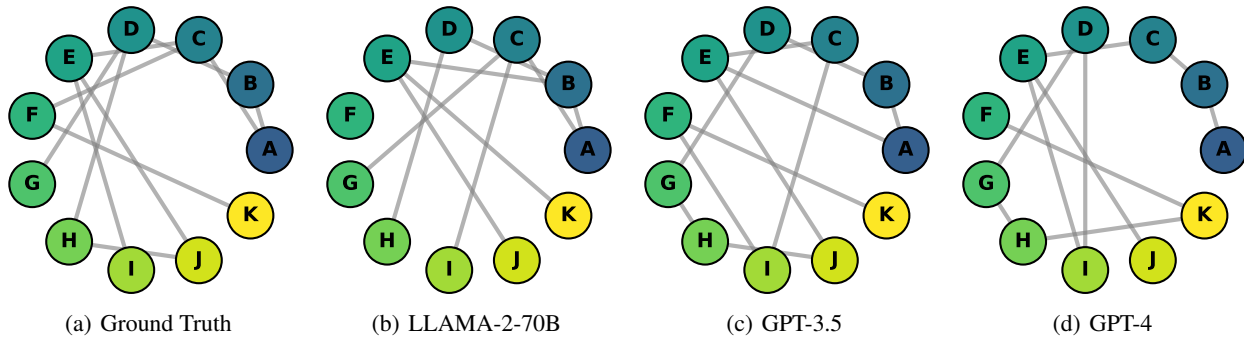 D
C
E
B
F
A
G
K
H
I
J
(a) Ground Truth
D
C
E
B
F
A
G
K
H
I
J
(b) LLAMA-2-70B
D
C
E
B
F
A
G
K
H
I
J
(c) GPT-3.5
D
C
E
B
F
A
G
K
H
I
J
(d) GPT-4